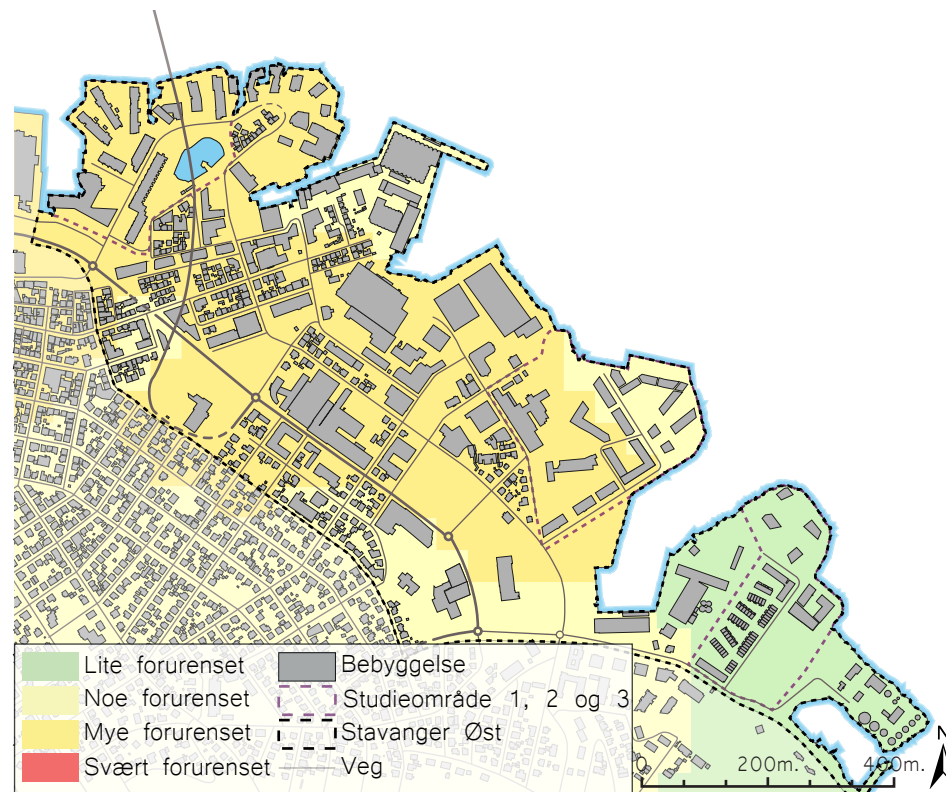 Lite forurenset
Noe forurenset
Mye forurenset
Svært forurenset
Bebyggelse
Studieområde 1, 2 og 3
Stavanger Øst
Veg
0 200m. 400m.
N